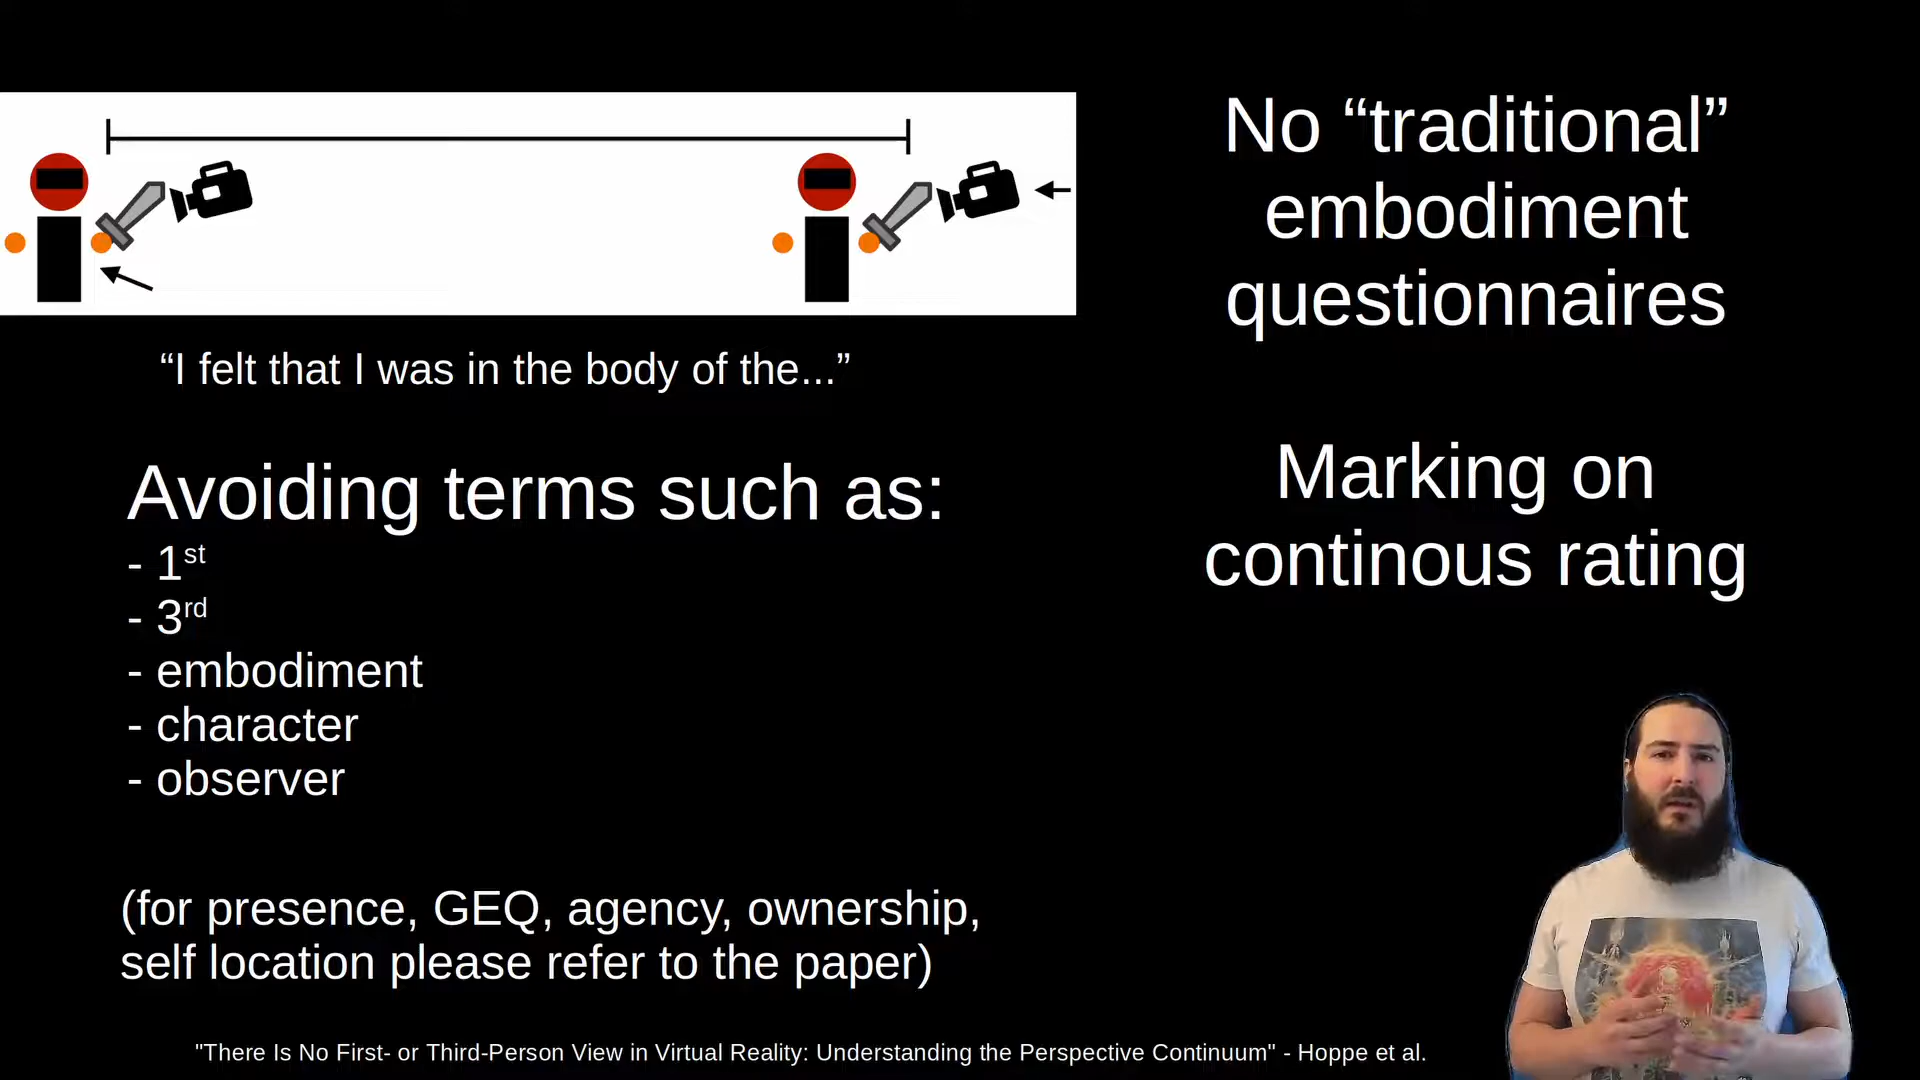 No “traditional”
embodiment
questionnaires
“I felt that I was in the body of the...”
Avoiding terms such as:
- 1st
- 3rd
- embodiment
- character
- observer
Marking on
continous rating
(for presence, GEQ, agency, ownership,
self location please refer to the paper)
"There Is No First- or Third-Person View in Virtual Reality: Understanding the Perspective Continuum" - Hoppe et al.